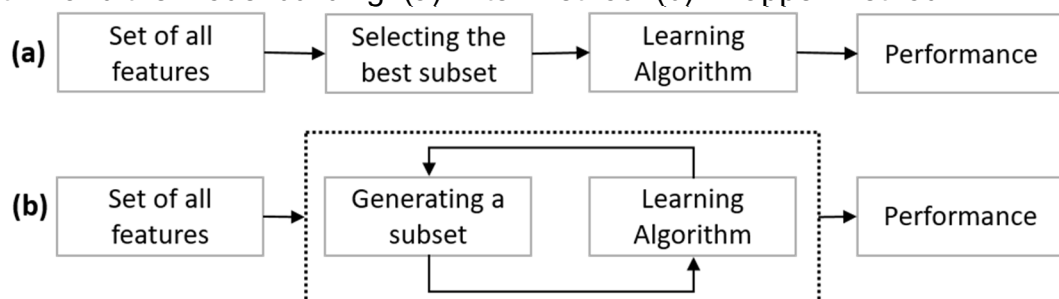 (a)
Set of all
features
Selecting the
best subset
Learning
Algorithm
Performance
(b)
Set of all
features
Generating a
subset
Learning
Algorithm
Performance